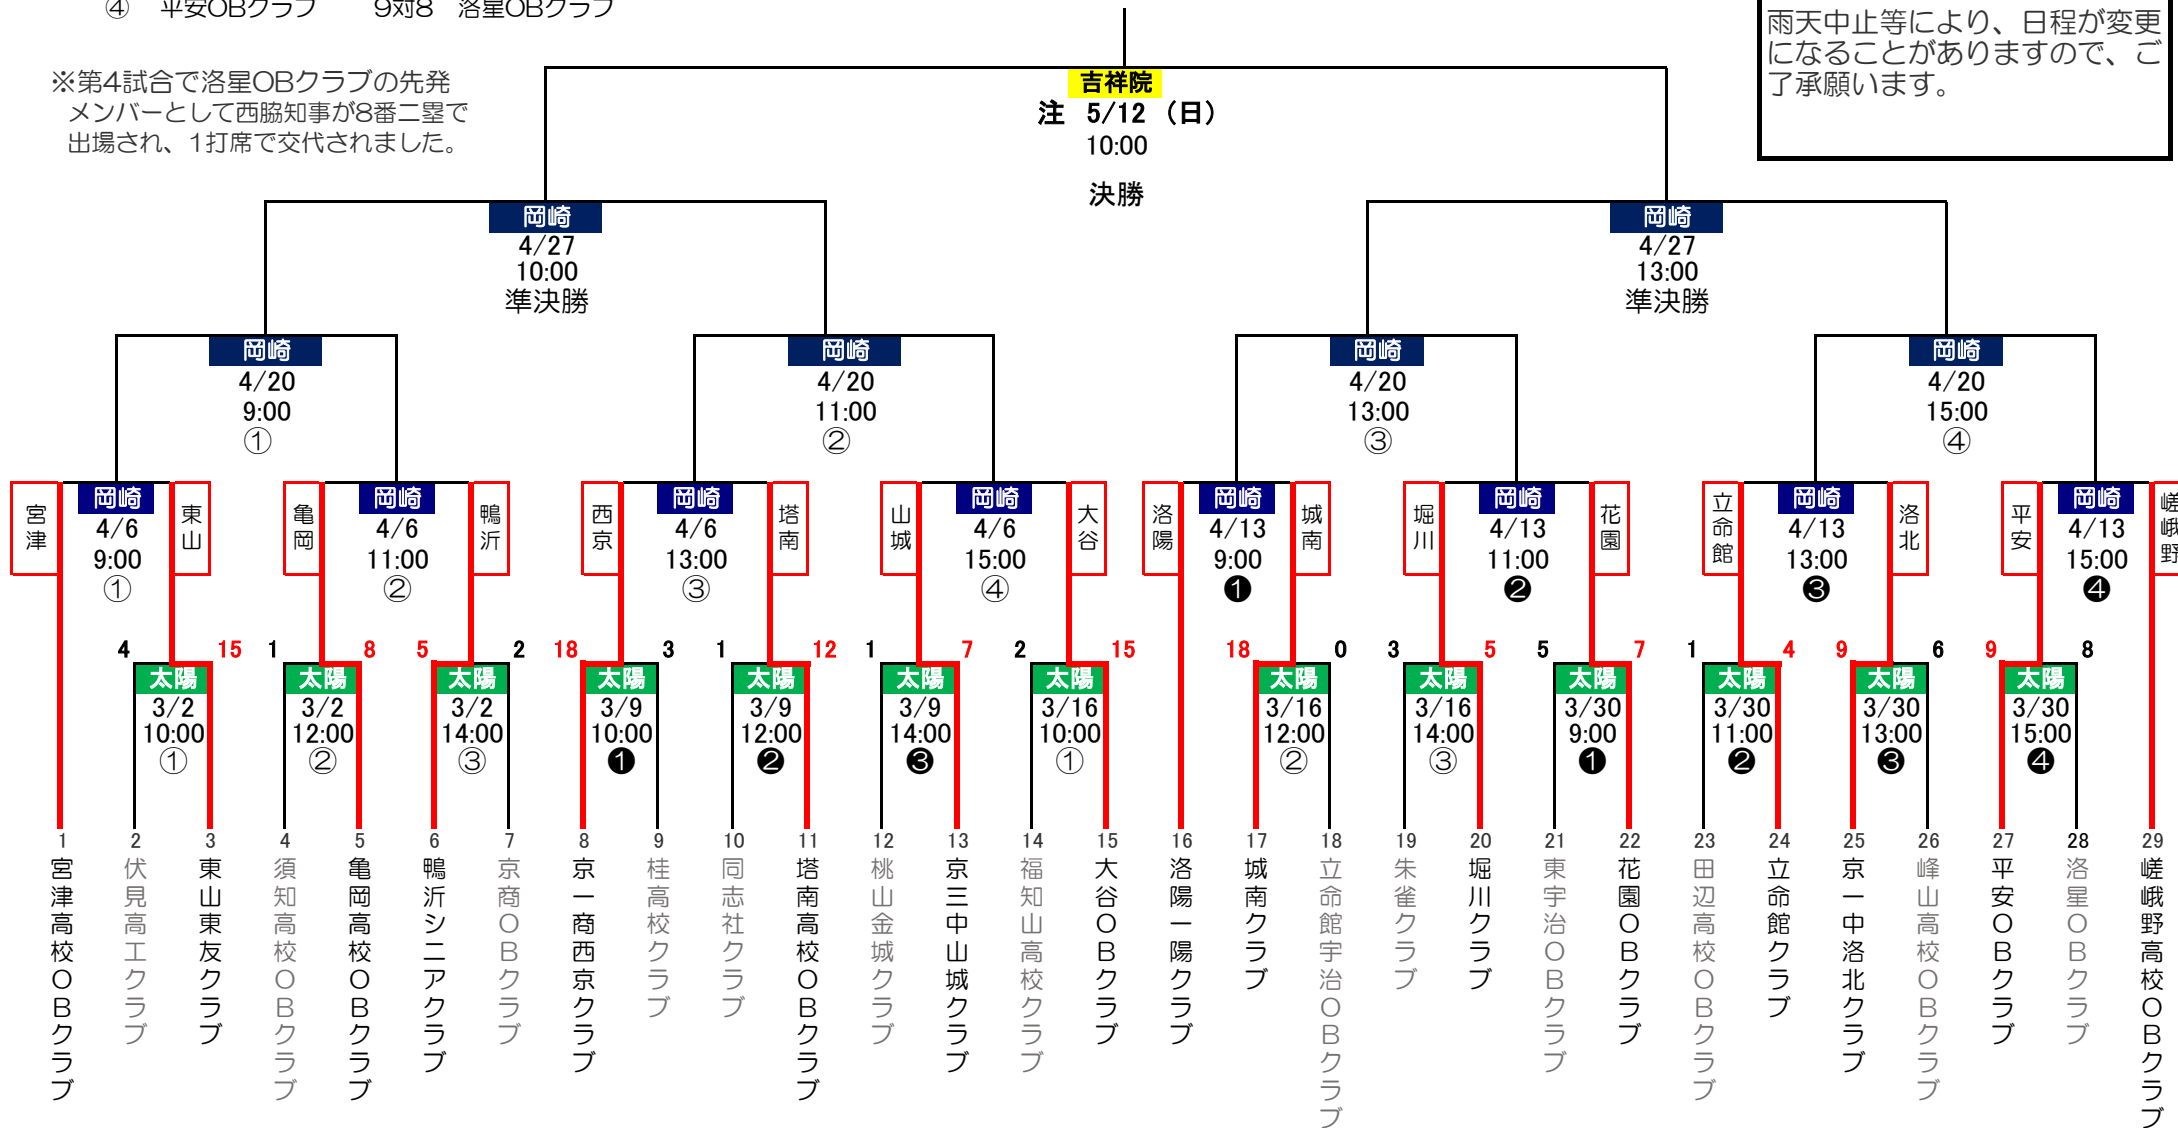 ④ 平安OBクラブ 9対8 洛星OBクラブ
※第4試合で洛星OBクラブの先発
メンバーとして西脇知事が8番二塁で
出場され、1打席で交代されました。
雨天中止等により、日程が変更
になることがありますので、ご
了承願います。
吉祥院
注 5/12 (日)
10:00
決勝
岡崎 岡崎
4/27 4/27
10:00 13:00
準決勝 準決勝
岡崎 岡崎 岡崎 岡崎
4/20 4/20 4/20 4/20
9:00 11:00 13:00 15:00
① ② ③ ④
宮津 岡崎 東山 亀岡 岡崎 鴨沂 西京 岡崎 塔南 山城 岡崎 大谷 洛陽 岡崎 城南 堀川 岡崎 花園 立命館 岡崎 洛北 平安 岡崎 嵯峨野
4/6 4/6 4/6 4/6 4/13 4/13 4/13 4/13
9:00 11:00 13:00 15:00 9:00 11:00 13:00 15:00
① ② ③ ④ ❶ ❷ ❸ ❹
4 15 1 8 5 2 18 3 1 12 1 7 2 15 18 0 3 5 5 7 1 4 9 6 9 8
太陽 太陽 太陽 太陽 太陽 太陽 太陽 太陽 太陽 太陽 太陽 太陽 太陽
3/2 3/2 3/2 3/9 3/9 3/9 3/16 3/16 3/16 3/30 3/30 3/30 3/30
10:00 12:00 14:00 10:00 12:00 14:00 10:00 12:00 14:00 9:00 11:00 13:00 15:00
① ② ③ ❶ ❷ ❸ ① ② ③ ❶ ❷ ❸ ❹
1 2 3 4 5 6 7 8 9 10 11 12 13 14 15 16 17 18 19 20 21 22 23 24 25 26 27 28 29
宮津高校OBクラブ
伏見高工クラブ
東山東友クラブ
須知高校OBクラブ
亀岡高校OBクラブ
鴨沂シニアクラブ
京商OBクラブ
京一商西京クラブ
桂高校クラブ
同志社クラブ
塔南高校OBクラブ
桃山金城クラブ
京三中山城クラブ
福知山高校クラブ
大谷OBクラブ
洛陽一陽クラブ
城南クラブ
立命館宇治OBクラブ
朱雀クラブ
堀川クラブ
東宇治OBクラブ
花園OBクラブ
田辺高校OBクラブ
立命館クラブ
京一中洛北クラブ
峰山高校OBクラブ
平安OBクラブ
洛星OBクラブ
嵯峨野高校OBクラブ